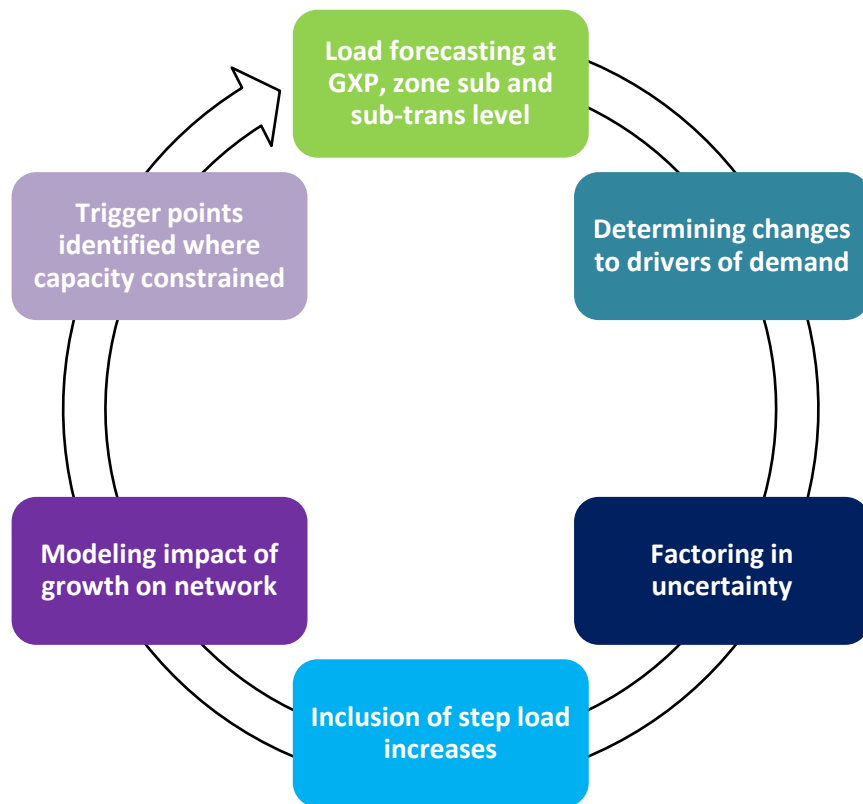 Load forecasting at
GXP, zone sub and
sub-trans level
Determining changes
to drivers of demand
Factoring in
uncertainty
Inclusion of step load
increases
Modeling impact of
growth on network
Trigger points
identified where
capacity constrained